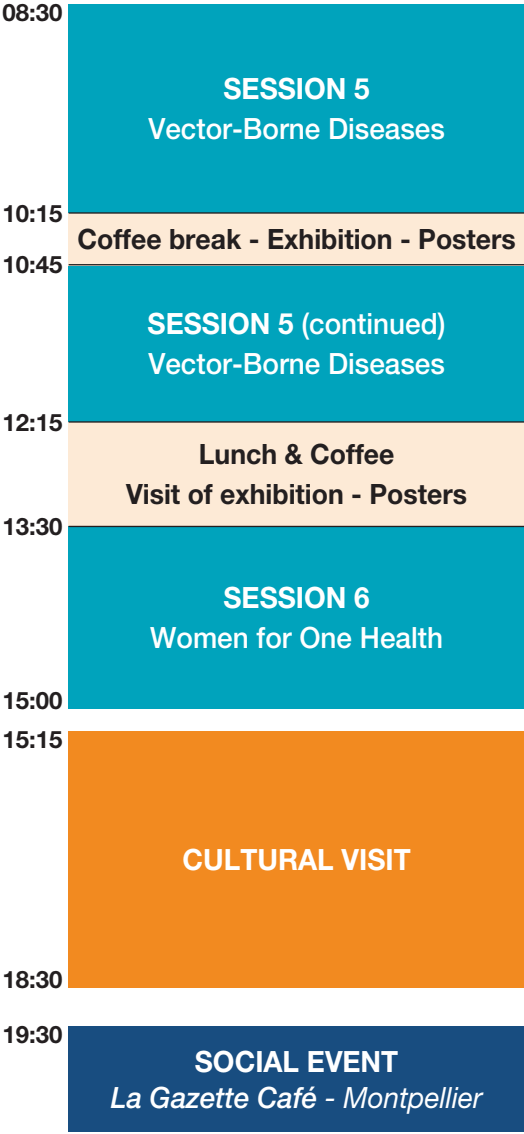 08:30
SESSION 5
Vector-Borne Diseases
10:15
Coffee break - Exhibition - Posters
10:45
SESSION 5 (continued)
Vector-Borne Diseases
12:15
Lunch & Coffee
Visit of exhibition - Posters
13:30
SESSION 6
Women for One Health
15:00
15:15
CULTURAL VISIT
18:30
19:30
SOCIAL EVENT
La Gazette Café - Montpellier